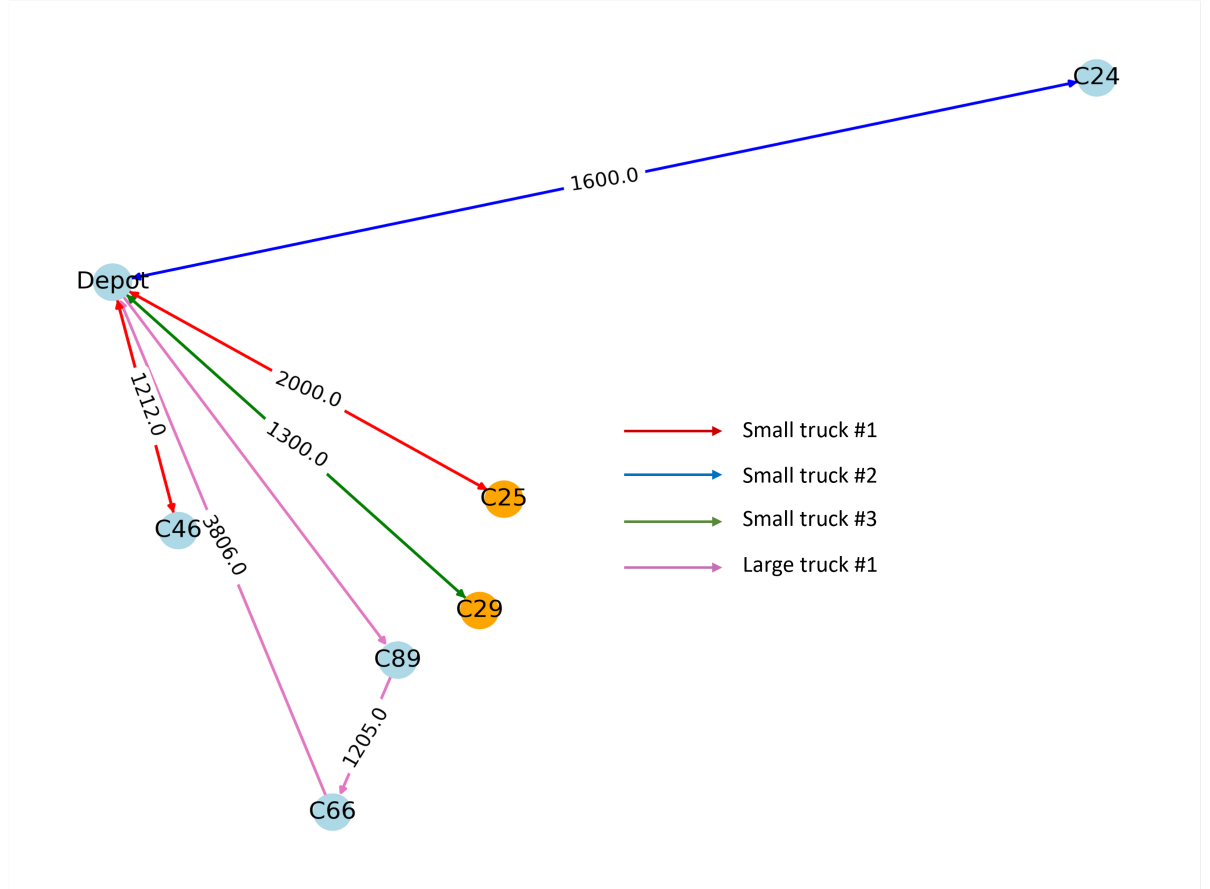 C24
1600.0
Depot
2000.0
1212.0
1300.0
Small truck #1
Small truck #2
C25
Small truck #3
C46
3806.0
Large truck #1
C29
C89
1205.0
C66